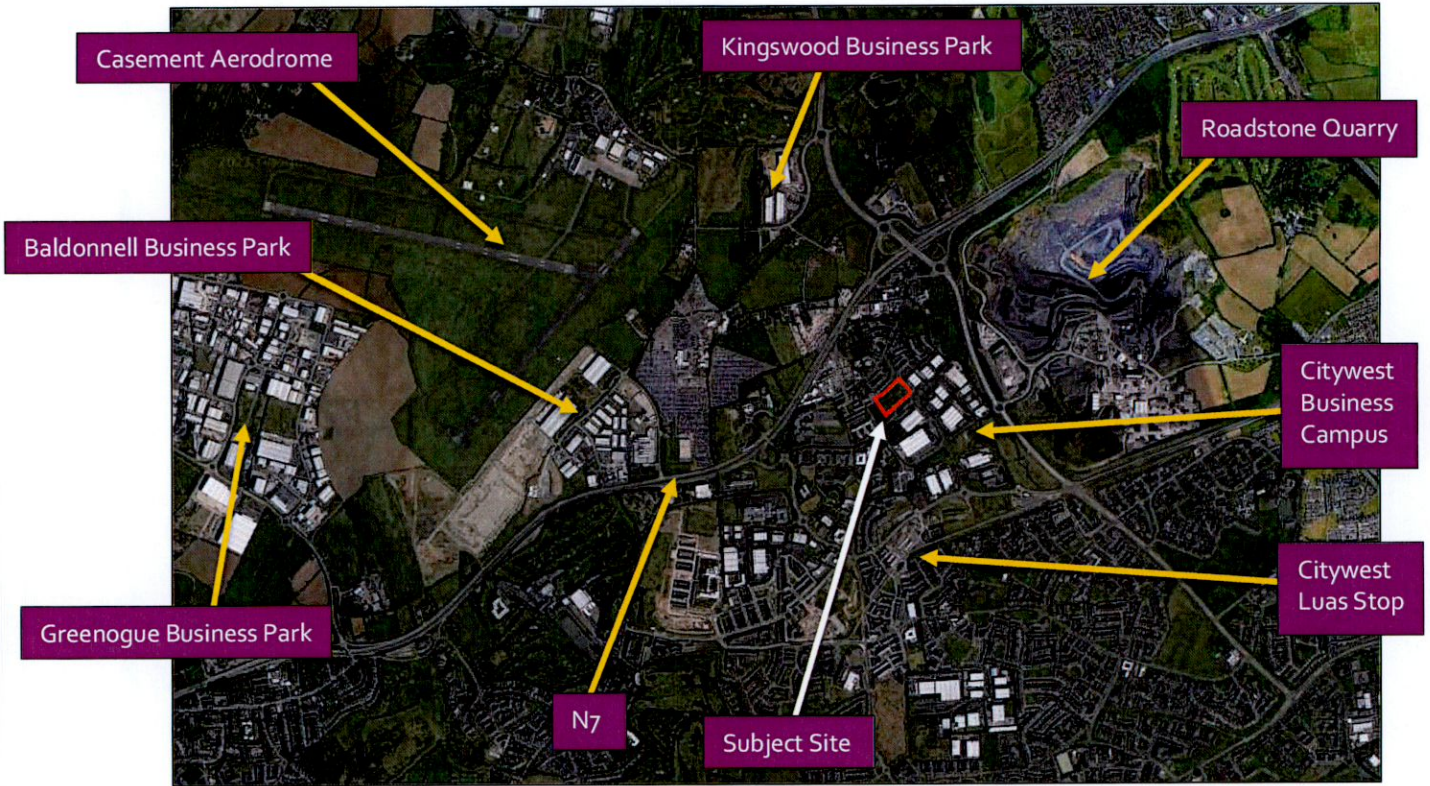 Casement Aerodrome
Kingswood Business Park
Roadstone Quarry
Baldonnell Business Park
Citywest
Business
Campus
Citywest
Luas Stop
Greenogue Business Park
N7
Subject Site